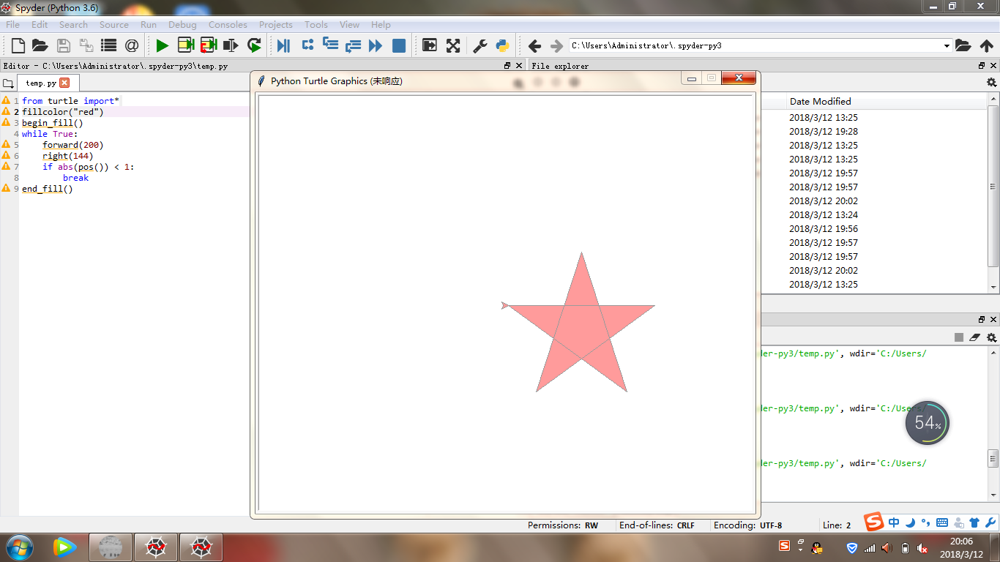 Spyder (Python 3.6)
File Edit Search Source Run Debug Consoles Projects Tools View Help
C:\Users\Administrator\.spyder-py3
Editor - C:\Users\Administrator\.spyder-py3\temp.py
File explorer
temp.py
Python Turtle Graphics (未响应)
Date Modified
1 from turtle import*
2 fillcolor("red")
3 begin_fill()
4 while True:
5 forward(200)
6 right(144)
7 if abs(pos()) < 1:
8 break
9 end_fill()
2018/3/12 13:25
2018/3/12 19:28
2018/3/12 13:25
2018/3/12 13:25
2018/3/12 19:57
2018/3/12 19:57
2018/3/12 20:02
2018/3/12 13:24
2018/3/12 19:56
2018/3/12 19:57
2018/3/12 19:57
2018/3/12 20:02
2018/3/12 13:25
der-py3/temp.py', wdir='C:/Users/
der-py3/temp.py', wdir='C:/Users/
54%
der-py3/temp.py', wdir='C:/Users/
Permissions: RW End-of-lines: CRLF Encoding: UTF-8 Line: 2
中
20:06
2018/3/12